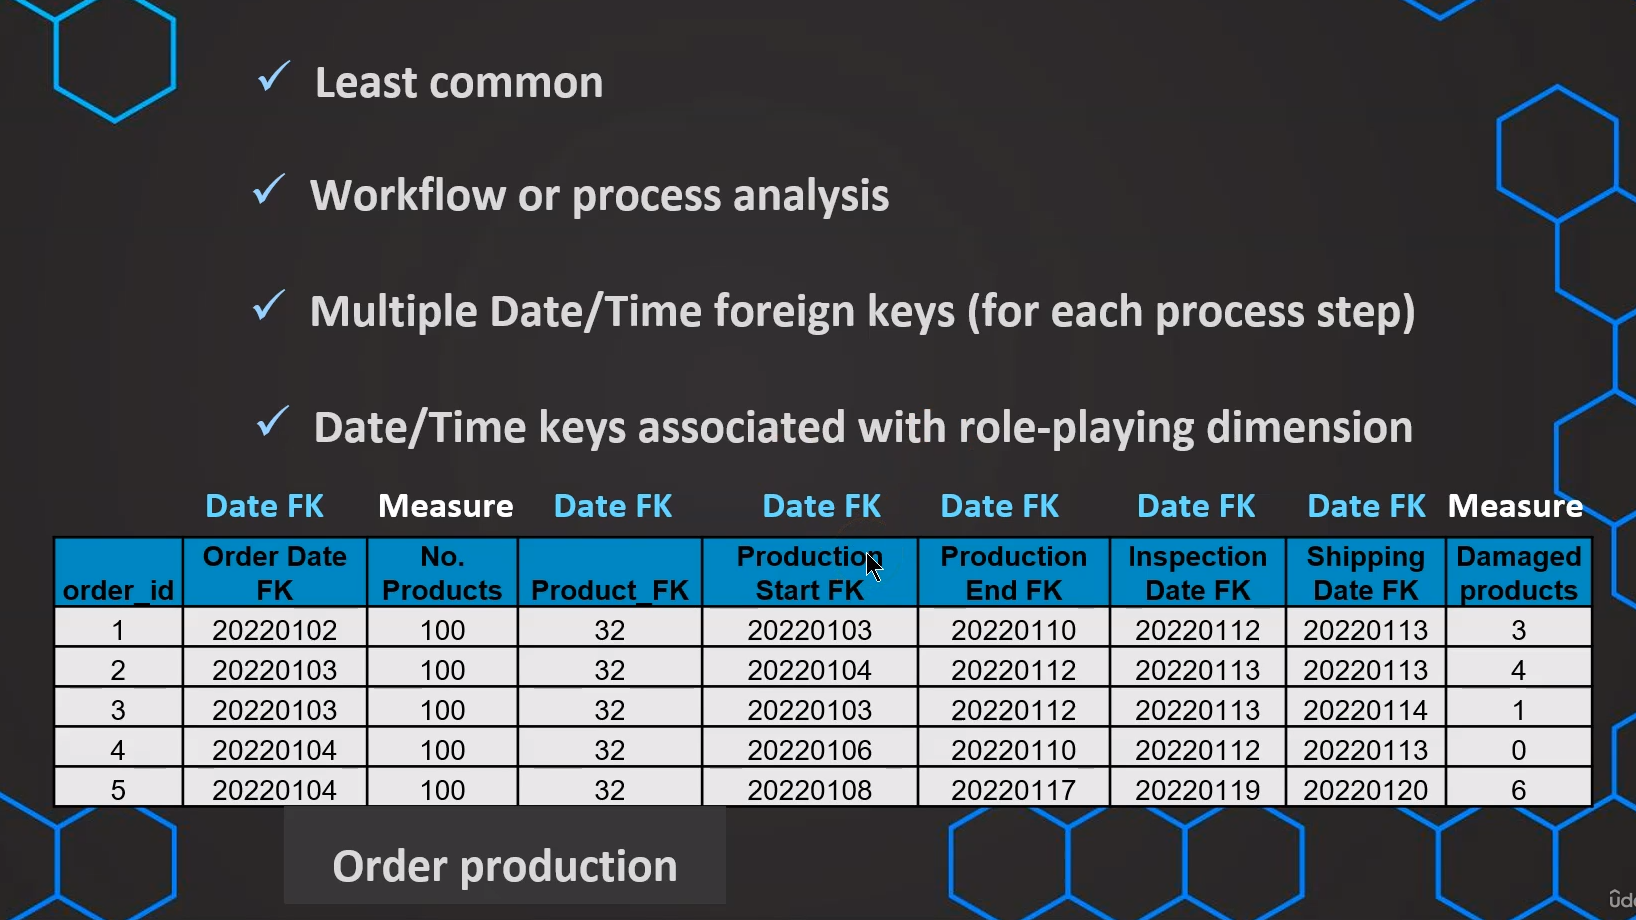 Least common
Workflow or process analysis
Multiple Date/Time foreign keys (for each process step)
Date/Time keys associated with role-playing dimension
Date FK Measure Date FK Date FK Date FK Date FK Date FK Measure
order_id Order Date FK No. Products Product_FK Production Start FK Production End FK Inspection Date FK Shipping Date FK Damaged products
1 20220102 100 32 20220103 20220110 20220112 20220113 3
2 20220103 100 32 20220104 20220112 20220113 20220113 4
3 20220103 100 32 20220103 20220112 20220113 20220114 1
4 20220104 100 32 20220106 20220110 20220112 20220113 0
5 20220104 100 32 20220108 20220117 20220119 20220120 6
Order production